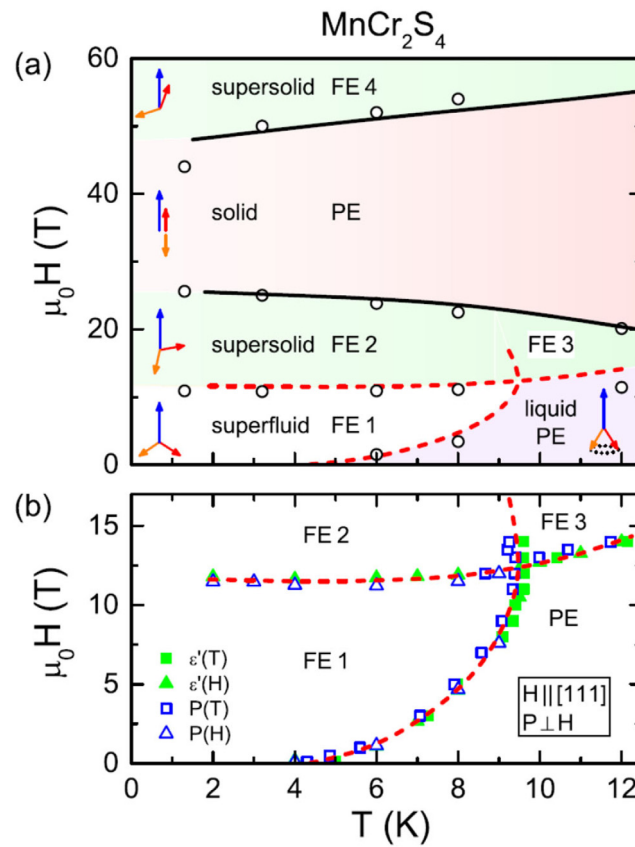 MnCr₂S₄
(a)
60
supersolid FE 4
40
solid PE
μ₀H (T)
20
supersolid FE 2
FE 3
superfluid FE 1
liquid
PE
0
(b)
15
FE 2
FE 3
10
μ₀H (T)
FE 1
PE
ε'(T)
ε'(H)
P(T)
P(H)
5
H||[111]
P⊥H
0
0 2 4 6 8 10 12
T (K)